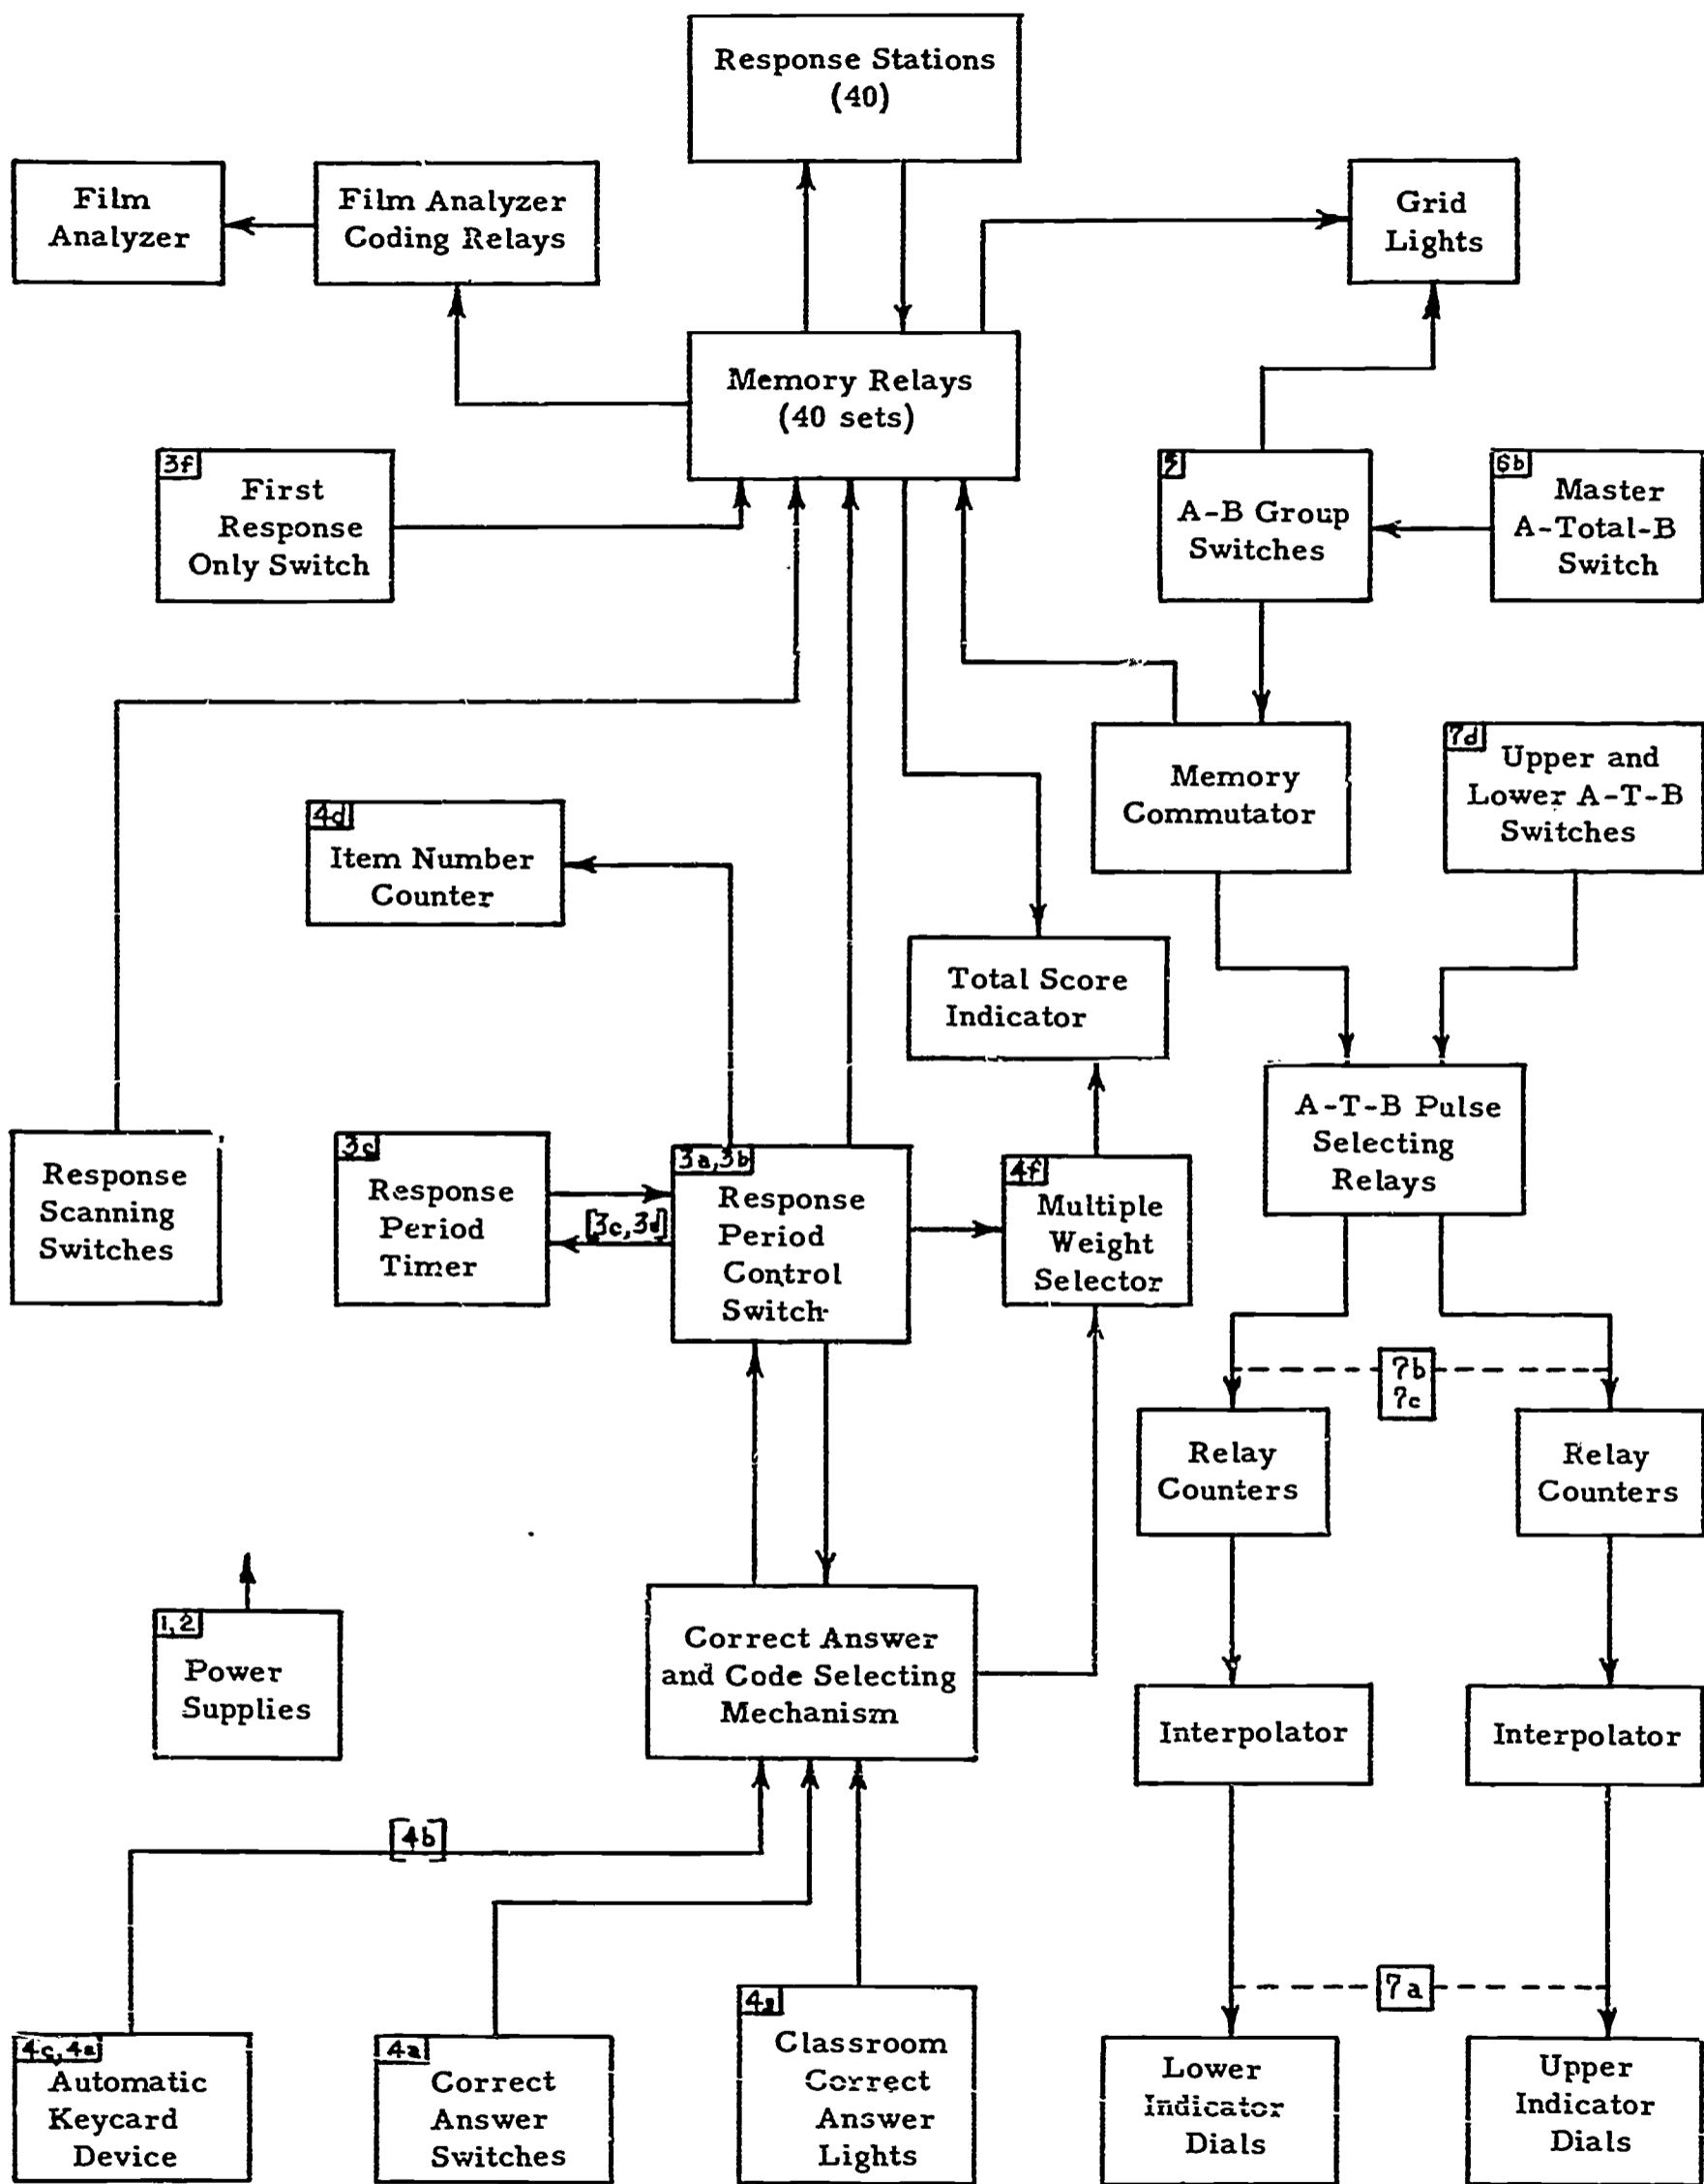 Response Stations
(40)
Film
Analyzer
Film Analyzer
Coding Relays
Grid
Lights
Memory Relays
(40 sets)
3f
First
Response
Only Switch
5
A-B Group
Switches
6b
Master
A-Total-B
Switch
Memory
Commutator
7d
Upper and
Lower A-T-B
Switches
4d
Item Number
Counter
Total Score
Indicator
A-T-B Pulse
Selecting
Relays
Response
Scanning
Switches
3c
Response
Period
Timer
[3c, 3d]
3a, 3b
Response
Period
Control
Switch
4f
Multiple
Weight
Selector
7b
7c
Relay
Counters
Relay
Counters
1, 2
Power
Supplies
Correct Answer
and Code Selecting
Mechanism
Interpolator
Interpolator
[4b]
7a
4c, 4e
Automatic
Keycard
Device
4a
Correct
Answer
Switches
4g
Classroom
Correct
Answer
Lights
Lower
Indicator
Dials
Upper
Indicator
Dials